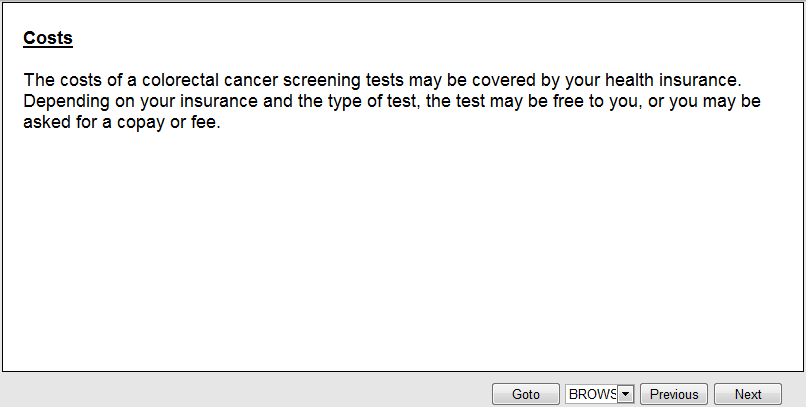 Costs
The costs of a colorectal cancer screening tests may be covered by your health insurance.
Depending on your insurance and the type of test, the test may be free to you, or you may be
asked for a copay or fee.
Goto BROWS Previous Next